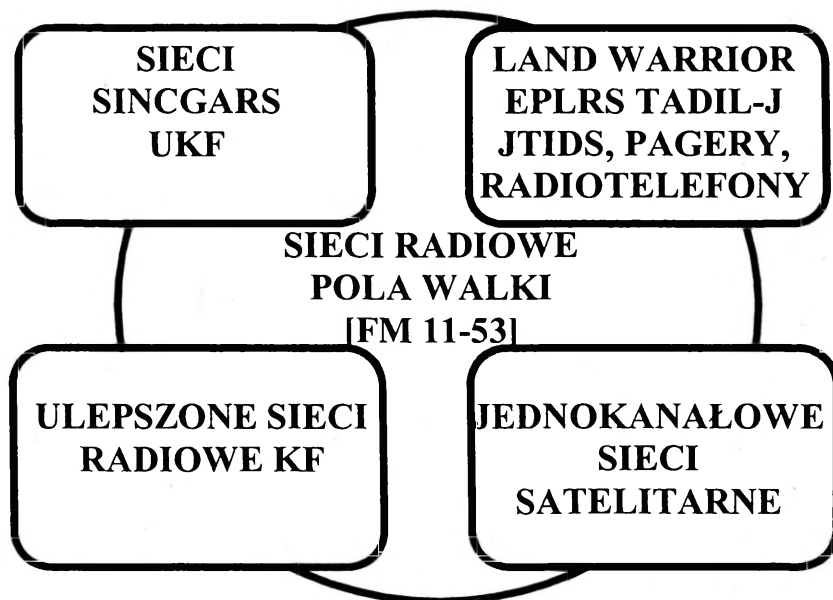 SIECI
SINCGARS
UKF
LAND WARRIOR
EPLRS TADIL-J
JTIDS, PAGERY,
RADIOTELEFONY
SIECI RADIOWE
POLA WALKI
[FM 11-53]
ULEPSZONE SIECI
RADIOWE KF
JEDNOKANAŁOWE
SIECI
SATELITARNE